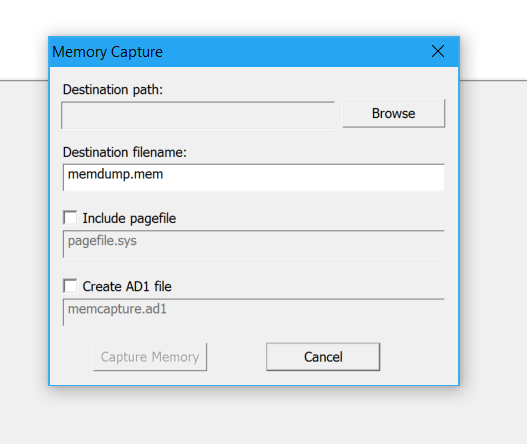 Memory Capture
Destination path:
Browse
Destination filename:
memdump.mem
Include pagefile
pagefile.sys
Create AD1 file
memcapture.ad1
Capture Memory
Cancel